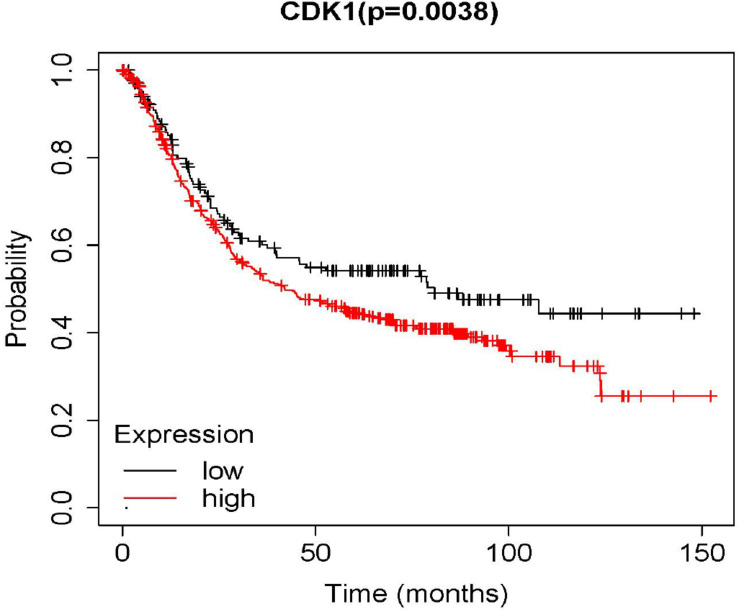 CDK1(p=0.0038)
Probability
1.0
0.8
0.6
0.4
0.2
0.0
Expression
low
high
0 50 100 150
Time (months)